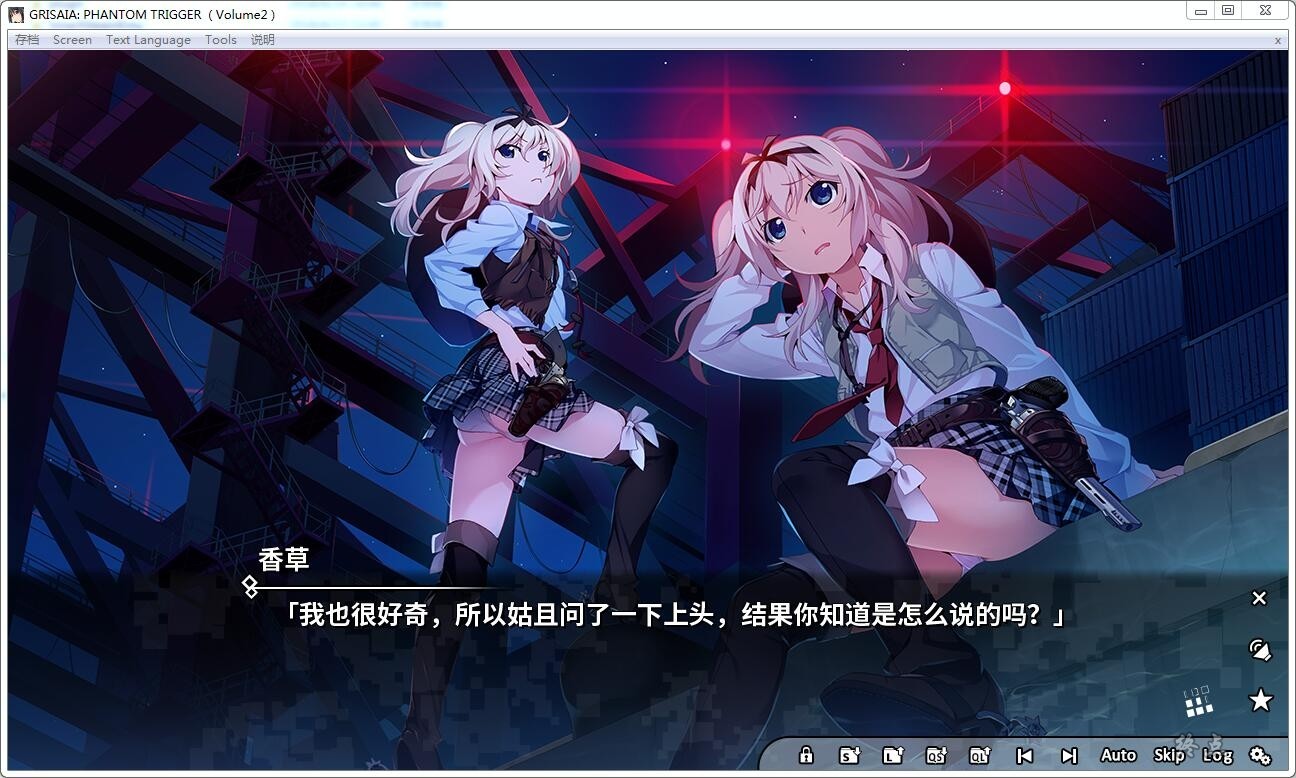 GRISAIA: PHANTOM TRIGGER（Volume2）
存档 Screen Text Language Tools 说明 x
香草
「我也很好奇，所以姑且问了一下上头，结果你知道是怎么说的吗？」
S L QS QL Auto Skip Log
终点